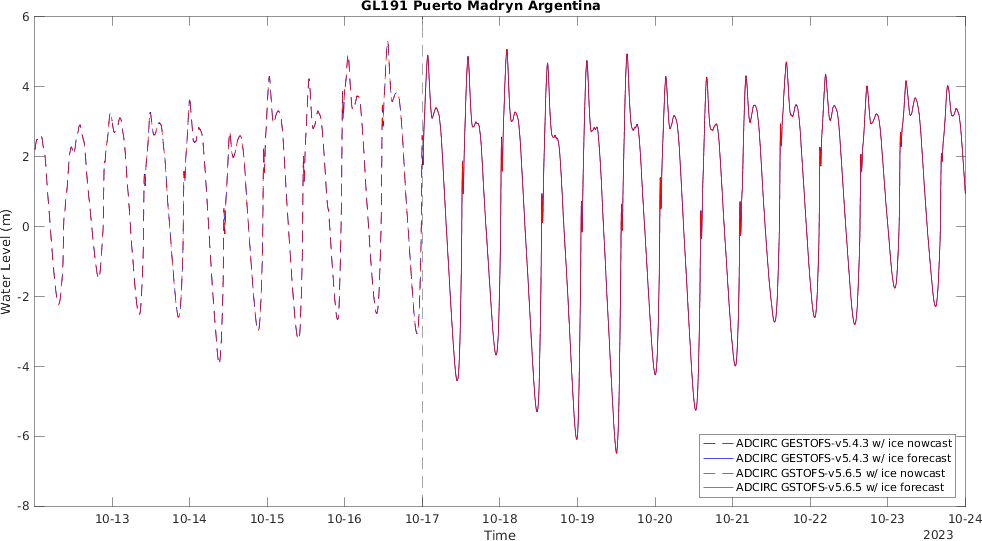 GL191 Puerto Madryn Argentina
6
4
2
0
-2
-4
-6
-8
Water Level (m)
ADCIRC GESTOFS-v5.4.3 w/ ice nowcast
ADCIRC GESTOFS-v5.4.3 w/ ice forecast
ADCIRC GSTOFS-v5.6.5 w/ ice nowcast
ADCIRC GSTOFS-v5.6.5 w/ ice forecast
10-13 10-14 10-15 10-16 10-17 10-18 10-19 10-20 10-21 10-22 10-23 10-24
Time
2023